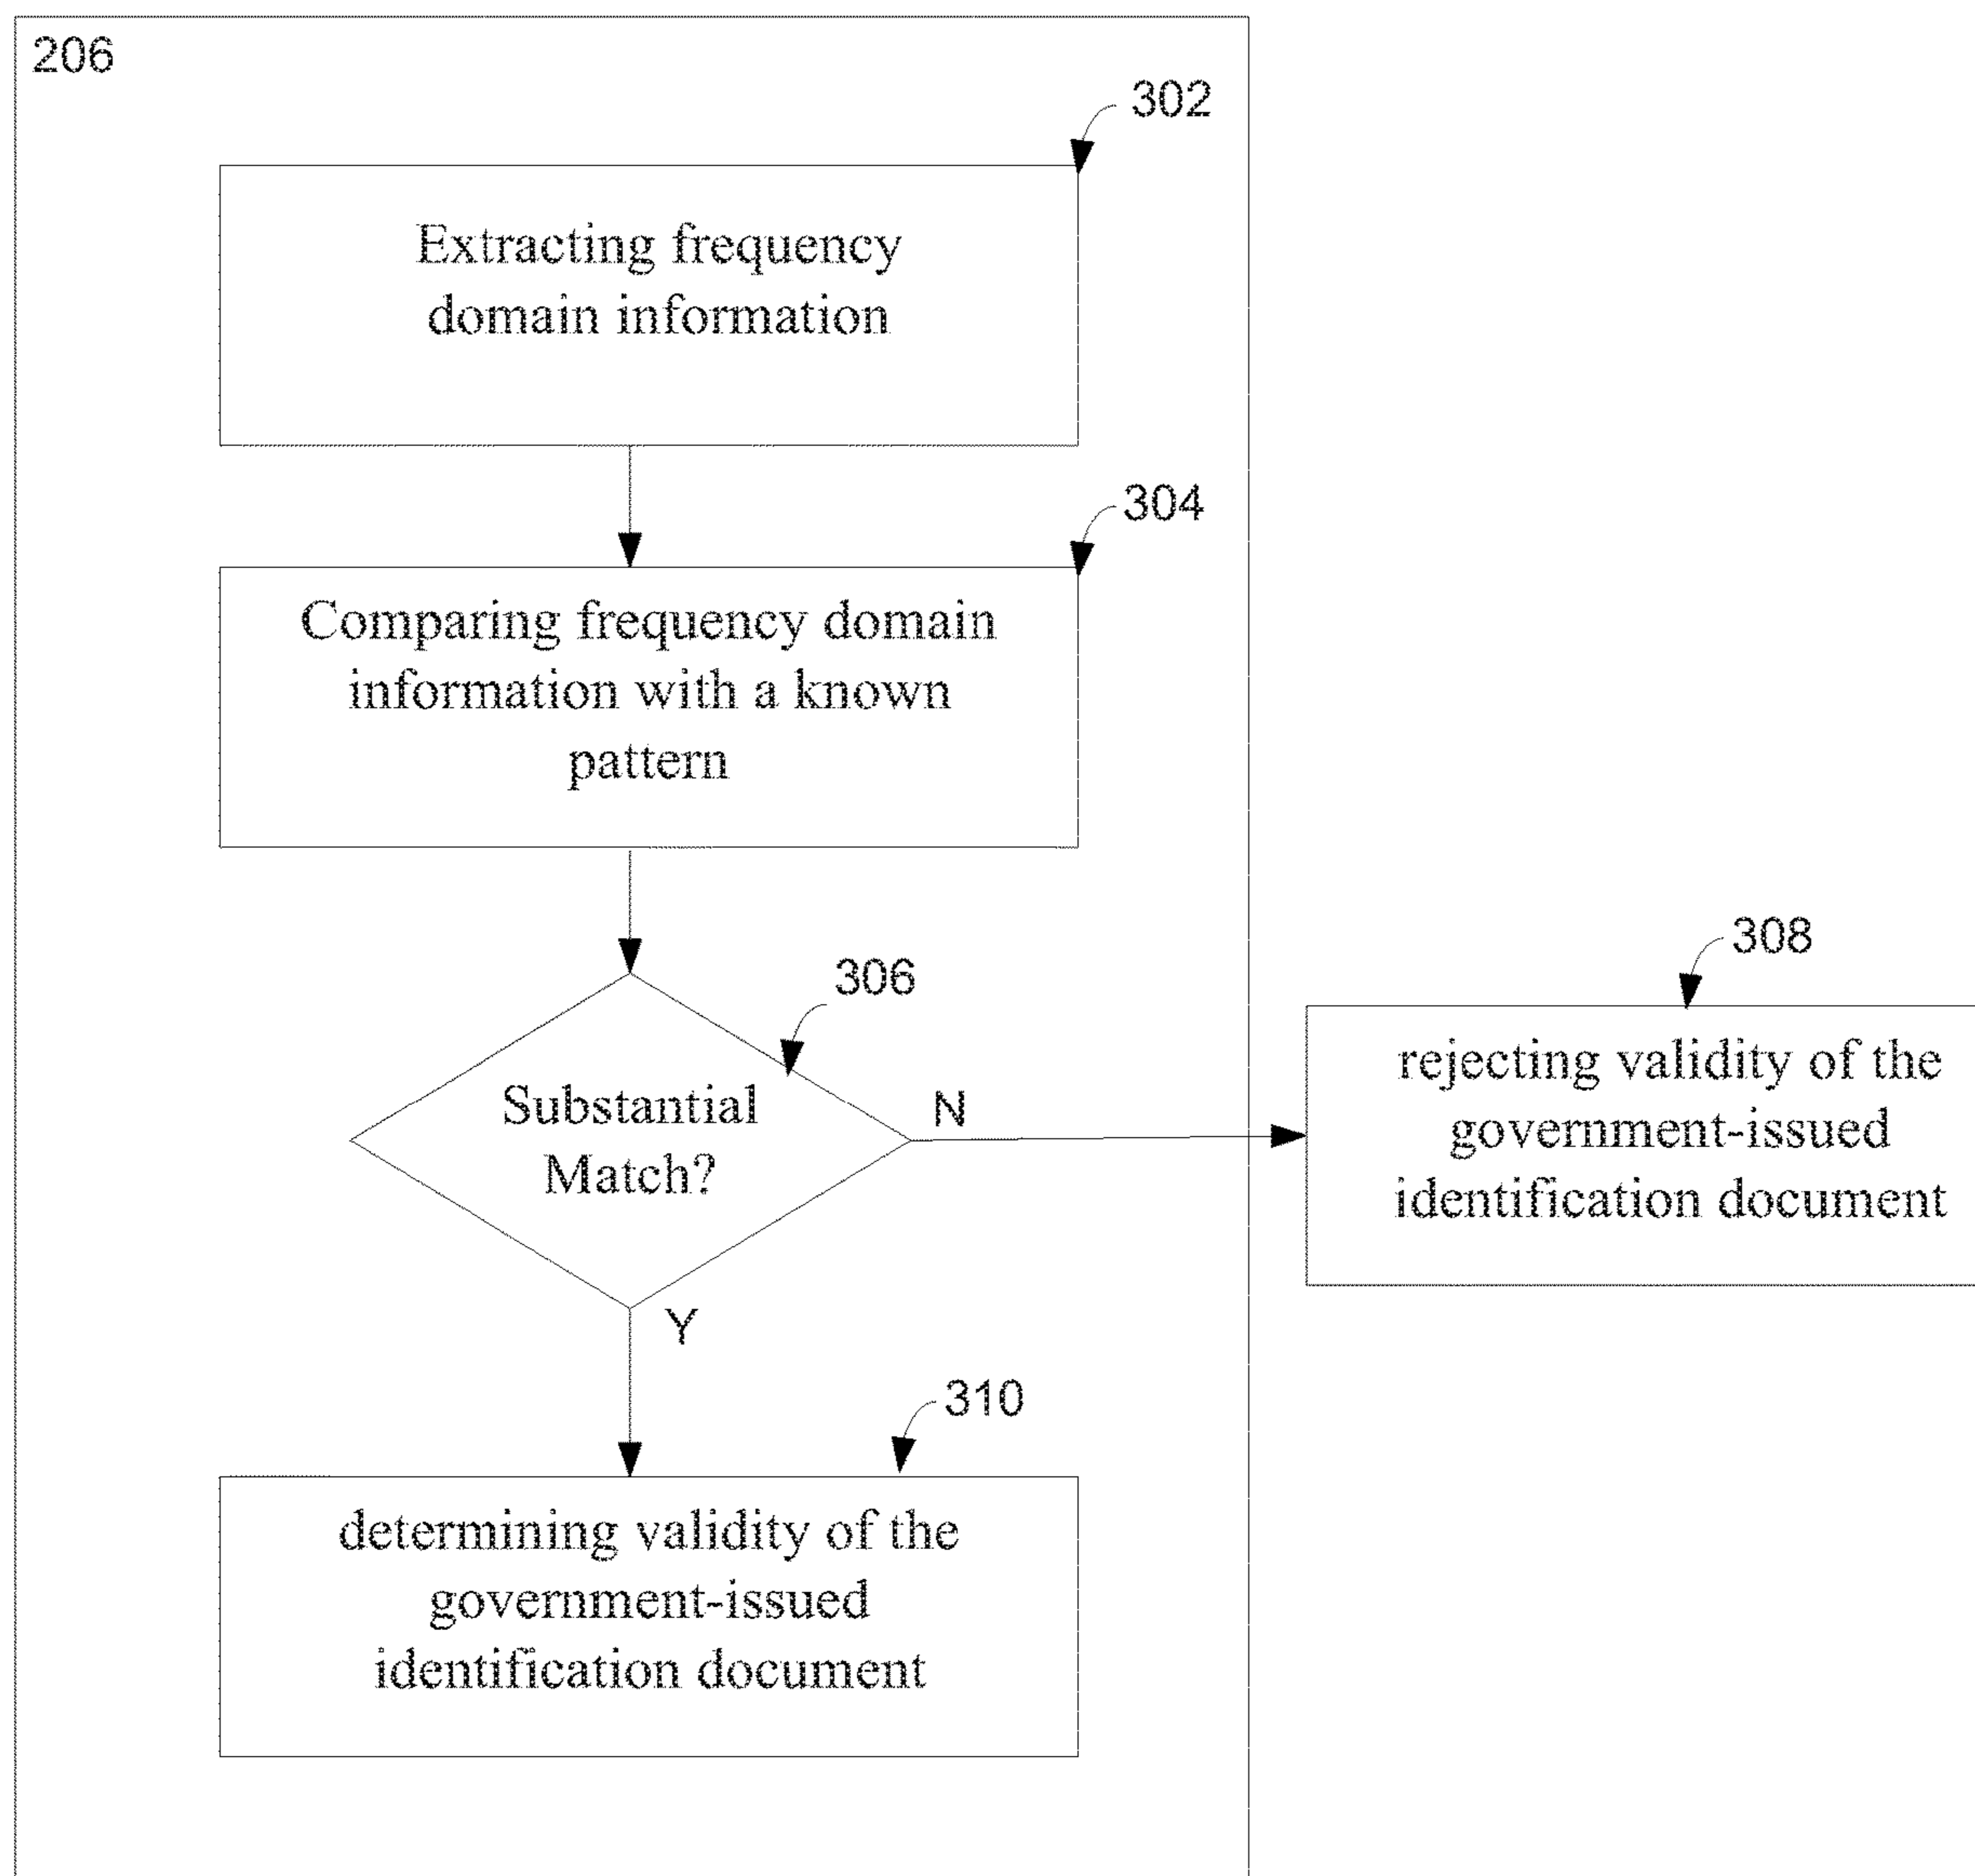 206
302
Extracting frequency
domain information
304
Comparing frequency domain
information with a known
pattern
306
Substantial
Match?
N
308
rejecting validity of the
government-issued
identification document
Y
310
determining validity of the
government-issued
identification document